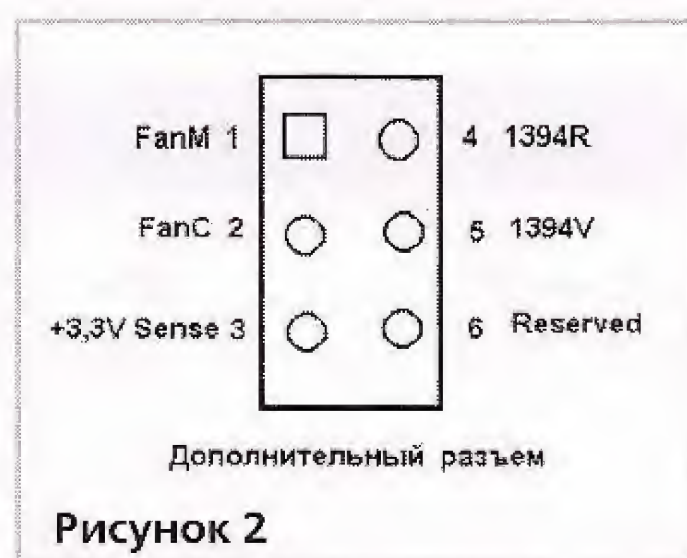 FanM 1 4 1394R
FanC 2 5 1394V
+3,3V Sense 3 6 Reserved
Дополнительный разъем
Рисунок 2